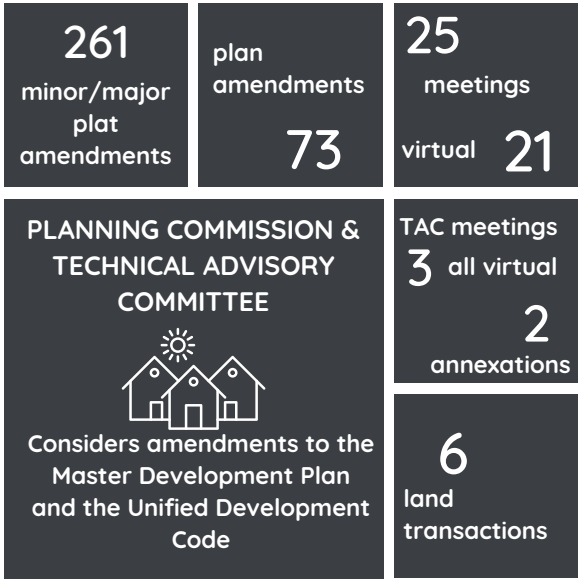 261
minor/major
plat
amendments
plan
amendments
73
25
meetings
virtual 21
PLANNING COMMISSION &
TECHNICAL ADVISORY
COMMITTEE
Considers amendments to the
Master Development Plan
and the Unified Development
Code
TAC meetings
3 all virtual
2
annexations
6
land
transactions